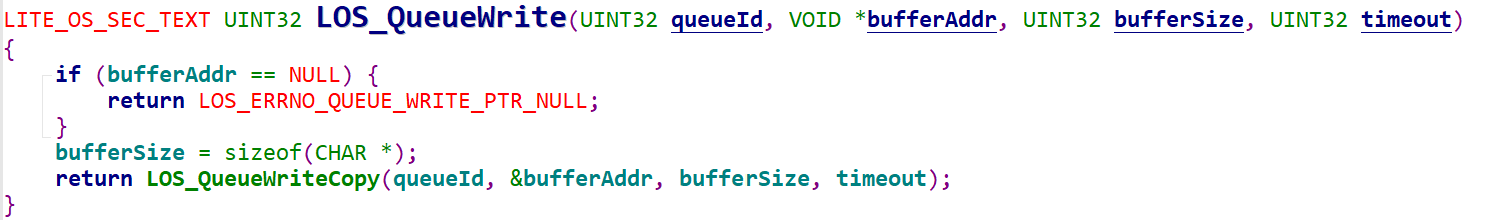 LITE_OS_SEC_TEXT UINT32 LOS_QueueWrite(UINT32 queueId, VOID *bufferAddr, UINT32 bufferSize, UINT32 timeout)
{
    if (bufferAddr == NULL) {
        return LOS_ERRNO_QUEUE_WRITE_PTR_NULL;
    }
    bufferSize = sizeof(CHAR *);
    return LOS_QueueWriteCopy(queueId, &bufferAddr, bufferSize, timeout);
}